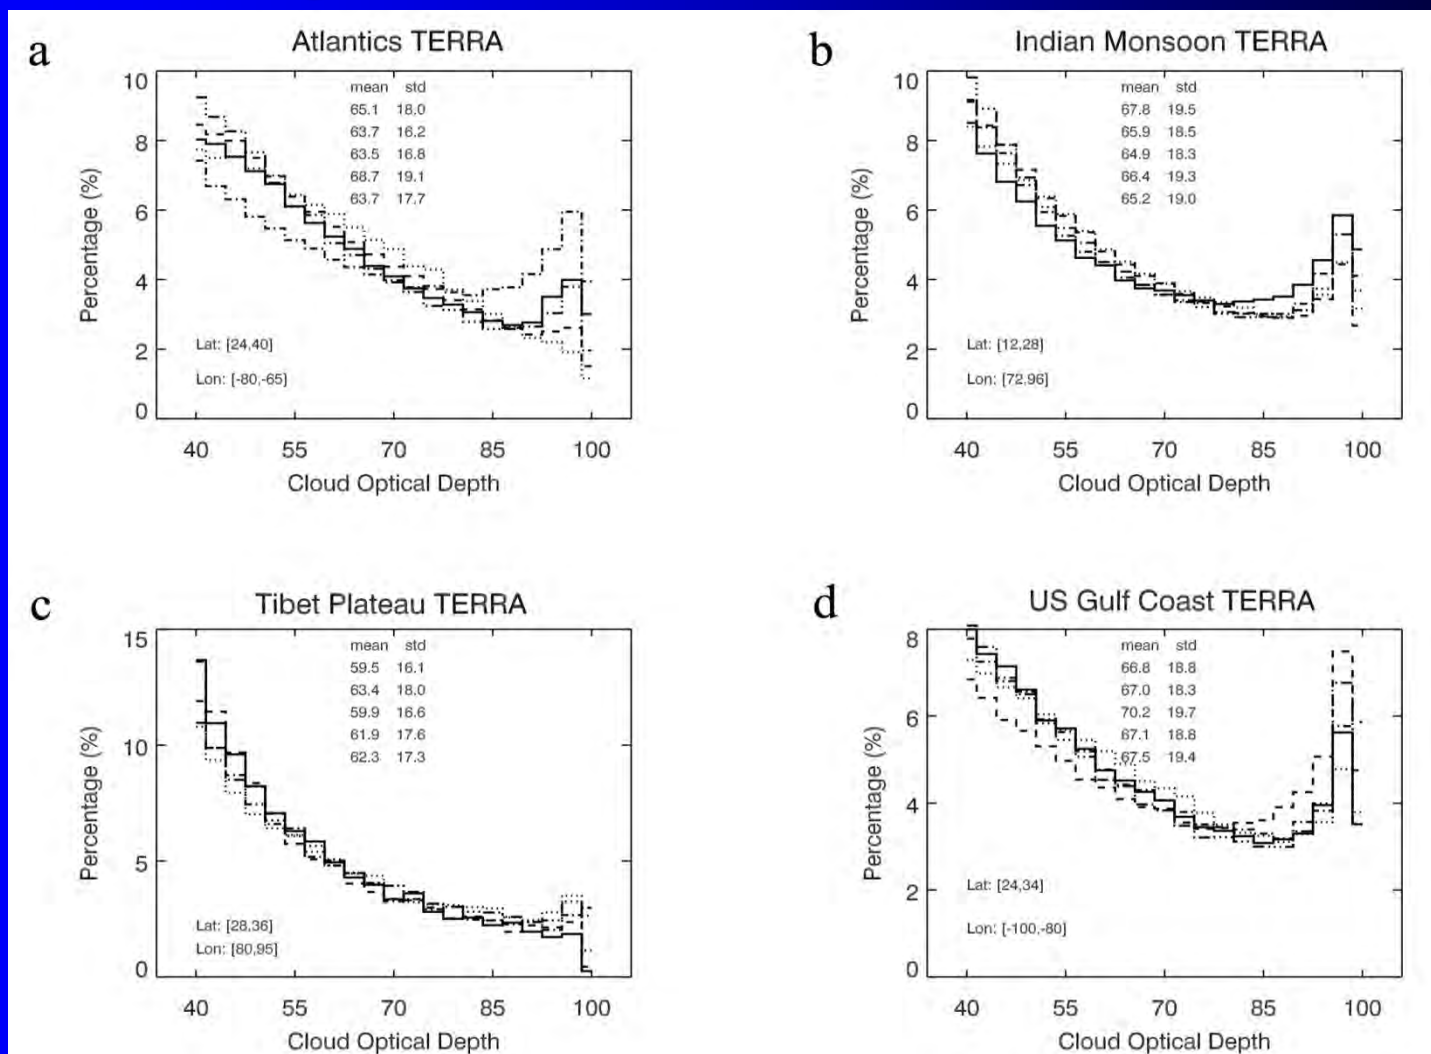 a
Atlantics TERRA
10
8
6
4
2
0
Percentage (%)
mean std
65.1 18.0
63.7 16.2
63.5 16.8
68.7 19.1
63.7 17.7
Lat: [24,40]
Lon: [-80,-65]
40 55 70 85 100
Cloud Optical Depth
b
Indian Monsoon TERRA
10
8
6
4
2
0
Percentage (%)
mean std
67.8 19.5
65.9 18.5
64.9 18.3
66.4 19.3
65.2 19.0
Lat: [12,28]
Lon: [72,96]
40 55 70 85 100
Cloud Optical Depth
c
Tibet Plateau TERRA
15
10
5
0
Percentage (%)
mean std
59.5 16.1
63.4 18.0
59.9 16.6
61.9 17.6
62.3 17.3
Lat: [28,36]
Lon: [80,95]
40 55 70 85 100
Cloud Optical Depth
d
US Gulf Coast TERRA
8
6
4
2
0
Percentage (%)
mean std
66.8 18.8
67.0 18.3
70.2 19.7
67.1 18.8
67.5 19.4
Lat: [24,34]
Lon: [-100,-80]
40 55 70 85 100
Cloud Optical Depth